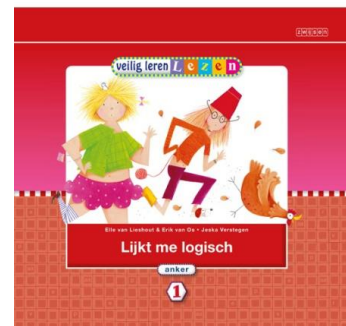 ZWIJSEN
veilig leren Lezen
Elle van Lieshout & Erik van Os • Jeska Verstegen
Lijkt me logisch
anker
1